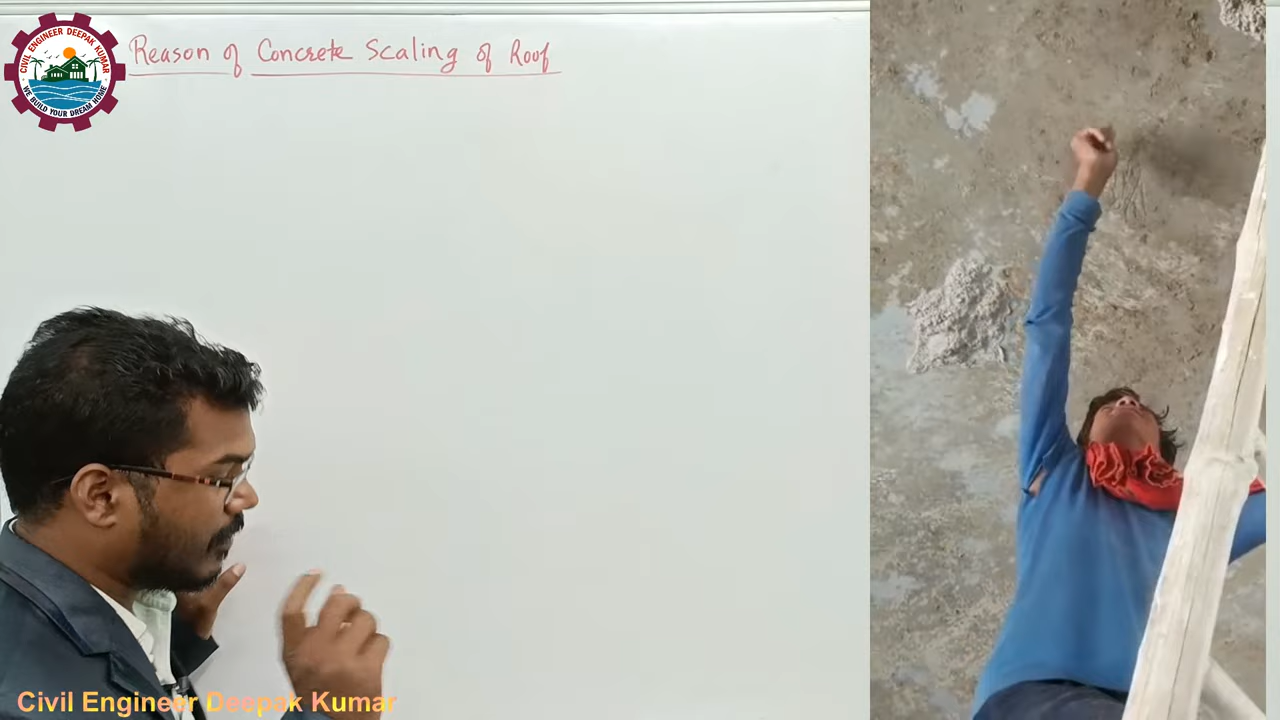 CIVIL ENGINEER DEEPAK KUMAR
WE BUILD YOUR DREAM HOME
Reason of Concrete Scaling of Roof
Civil Engineer Deepak Kumar